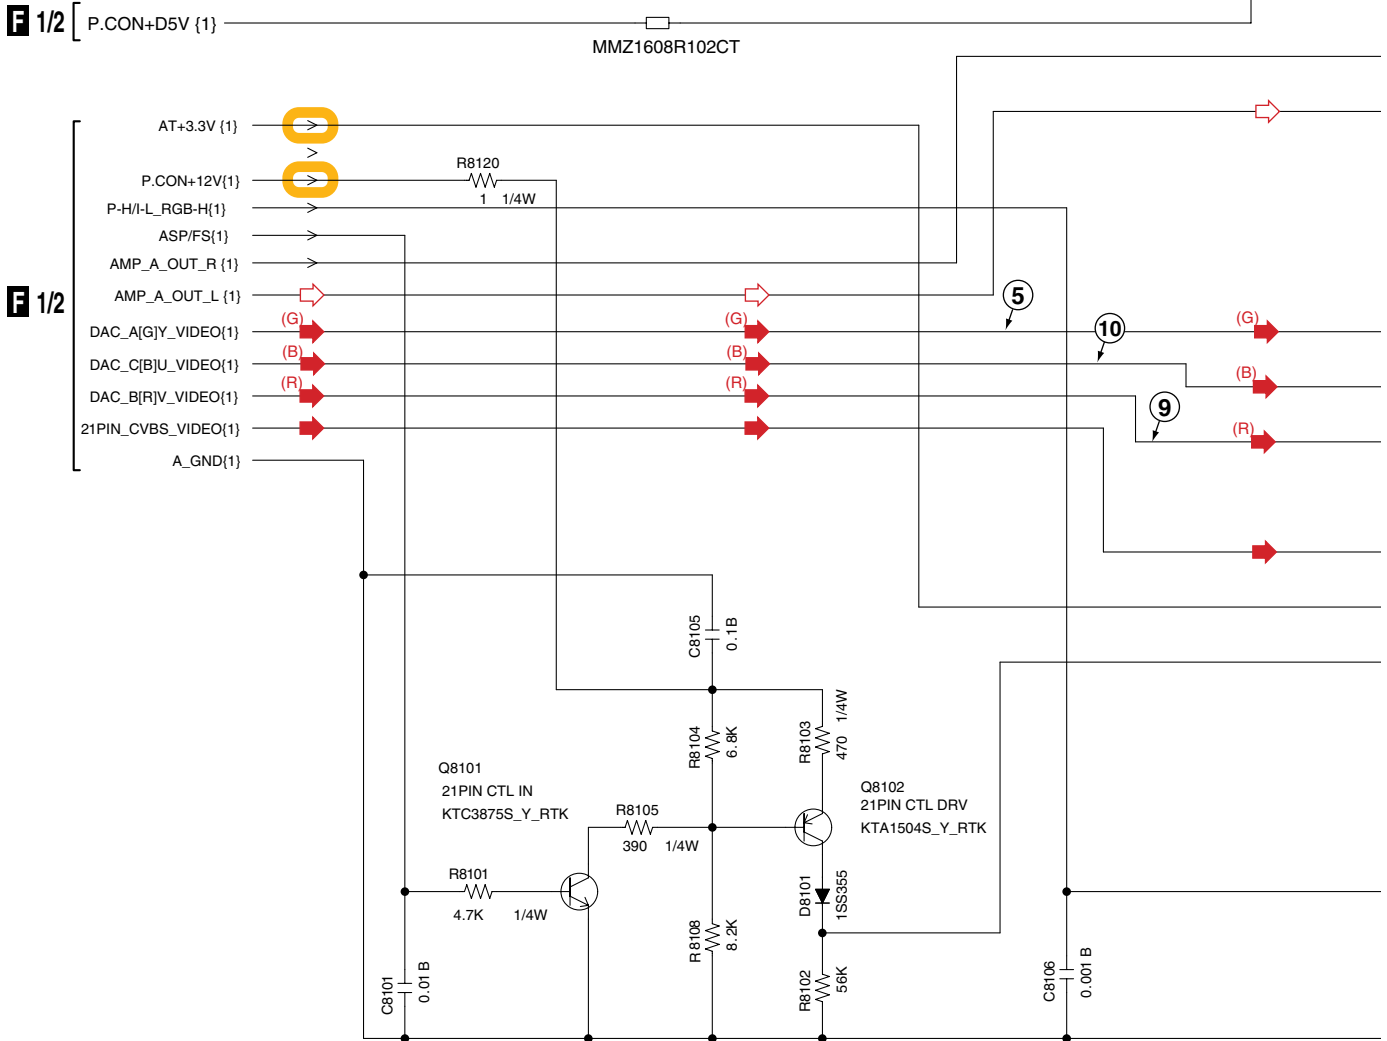 F 1/2 P.CON+D5V {1}
MMZ1608R102CT
AT+3.3V {1}
P.CON+12V{1}
R8120
1 1/4W
P-H/I-L_RGB-H{1}
ASP/FS{1}
AMP_A_OUT_R {1}
F 1/2
AMP_A_OUT_L {1}
5
DAC_A[G]Y_VIDEO{1}
(G) (G) (G)
10
DAC_C[B]U_VIDEO{1}
(B) (B) (B)
DAC_B[R]V_VIDEO{1}
(R) (R) (R)
9
21PIN_CVBS_VIDEO{1}
A_GND{1}
C8105
0.1B
R8104
6.8K
R8103
470 1/4W
Q8101
21PIN CTL IN
KTC3875S_Y_RTK
Q8102
21PIN CTL DRV
KTA1504S_Y_RTK
R8105
390 1/4W
R8101
4.7K 1/4W
D8101
1SS355
R8108
8.2K
R8102
56K
C8101
0.01 B
C8106
0.001 B